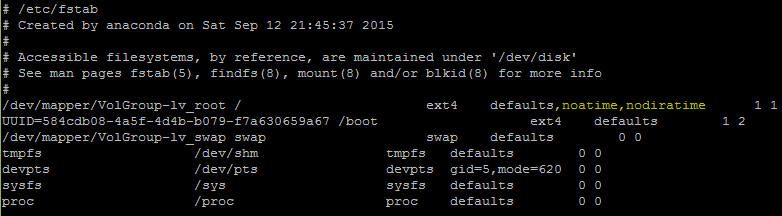 # /etc/fstab
# Created by anaconda on Sat Sep 12 21:45:37 2015
#
# Accessible filesystems, by reference, are maintained under '/dev/disk'
# See man pages fstab(5), findfs(8), mount(8) and/or blkid(8) for more info
#
/dev/mapper/VolGroup-lv_root / ext4 defaults,noatime,nodiratime 1 1
UUID=584cdb08-4a5f-4d4b-b079-f7a630659a67 /boot ext4 defaults 1 2
/dev/mapper/VolGroup-lv_swap swap swap defaults 0 0
tmpfs /dev/shm tmpfs defaults 0 0
devpts /dev/pts devpts gid=5,mode=620 0 0
sysfs /sys sysfs defaults 0 0
proc /proc proc defaults 0 0